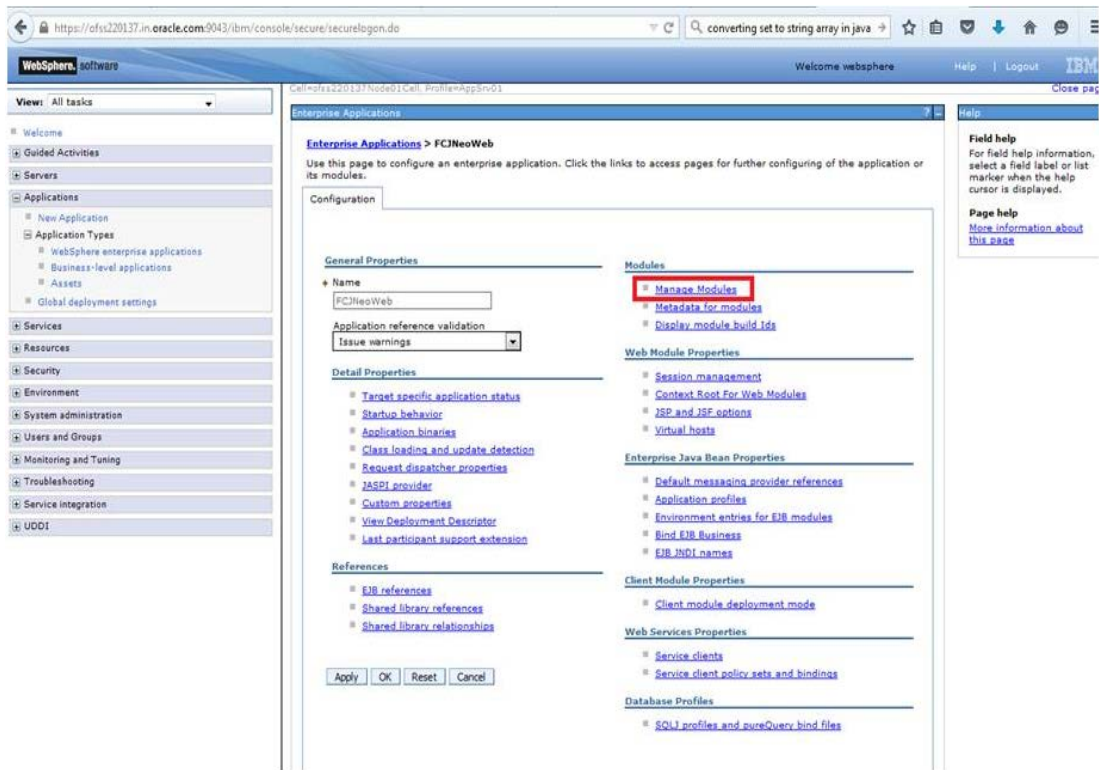 https://ofss220137.in.oracle.com:9043/ibm/console/secure/securelogon.do
converting set to string array in java
WebSphere. software
Welcome websphere
Help | Logout
IBM
View: All tasks
Cell=ofss220137Node01Cell, Profile=AppSrv01
Close pag
Welcome
Guided Activities
Servers
Applications
New Application
Application Types
WebSphere enterprise applications
Business-level applications
Assets
Global deployment settings
Services
Resources
Security
Environment
System administration
Users and Groups
Monitoring and Tuning
Troubleshooting
Service integration
UDDI
Enterprise Applications
Enterprise Applications > FCJNeoWeb
Use this page to configure an enterprise application. Click the links to access pages for further configuring of the application or
its modules.
Configuration
General Properties
Name
FCJNeoWeb
Application reference validation
Issue warnings
Detail Properties
Target specific application status
Startup behavior
Application binaries
Class loading and update detection
Request dispatcher properties
JASPI provider
Custom properties
View Deployment Descriptor
Last participant support extension
References
EJB references
Shared library references
Shared library relationships
Apply
OK
Reset
Cancel
Modules
Manage Modules
Metadata for modules
Display module build Ids
Web Module Properties
Session management
Context Root For Web Modules
JSP and JSF options
Virtual hosts
Enterprise Java Bean Properties
Default messaging provider references
Application profiles
Environment entries for EJB modules
Bind EJB Business
EJB JNDI names
Client Module Properties
Client module deployment mode
Web Services Properties
Service clients
Service client policy sets and bindings
Database Profiles
SQLJ profiles and pureQuery bind files
Help
Field help
For field help information,
select a field label or list
marker when the help
cursor is displayed.
Page help
More information about
this page